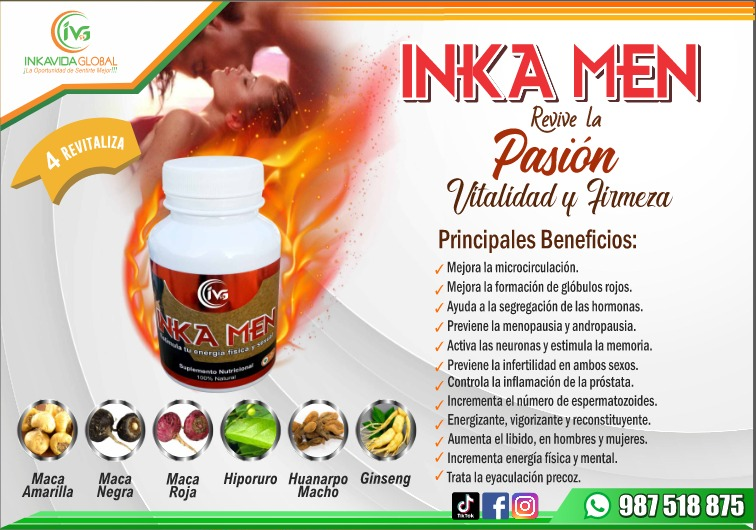 iVG
INKAVIDA GLOBAL
¡La Oportunidad de Sentirte Mejor!!!
4 REVITALIZA
INKA MEN
Revive la
Pasión
Vitalidad y Firmeza
Principales Beneficios:
✓ Mejora la microcirculación.
✓ Mejora la formación de glóbulos rojos.
✓ Ayuda a la segregación de las hormonas.
✓ Previene la menopausia y andropausia.
✓ Activa las neuronas y estimula la memoria.
✓ Previene la infertilidad en ambos sexos.
✓ Controla la inflamación de la próstata.
✓ Incrementa el número de espermatozoides.
✓ Energizante, vigorizante y reconstituyente.
✓ Aumenta el libido, en hombres y mujeres.
✓ Incrementa energía física y mental.
✓ Trata la eyaculación precoz.
iVG
INKA MEN
Estimula tu energía física y sexual
Suplemento Nutricional
100% Natural
Maca Amarilla
Maca Negra
Maca Roja
Hiporuro
Huanarpo Macho
Ginseng
TikTok
987 518 875